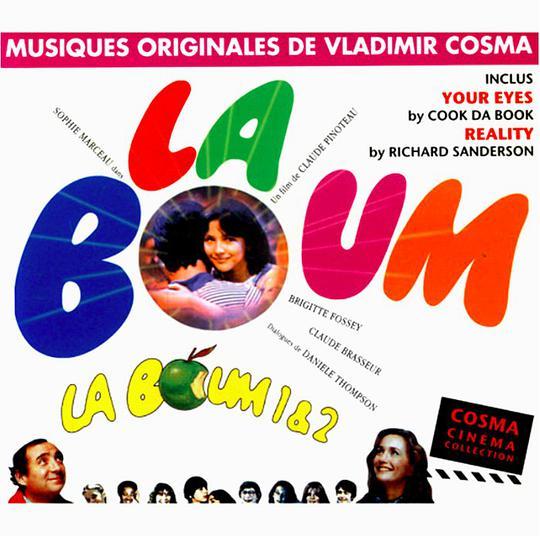 MUSIQUES ORIGINALES DE VLADIMIR COSMA
INCLUS
YOUR EYES
by COOK DA BOOK
REALITY
by RICHARD SANDERSON
SOPHIE MARCEAU dans
Un film de CLAUDE PINOTEAU
LA
BOUM
BRIGITTE FOSSEY
CLAUDE BRASSEUR
Dialogues de DANIELE THOMPSON
LA BOUM 1 & 2
COSMA
CINEMA
COLLECTION